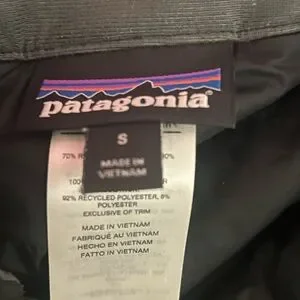 patagonia®
S
MADE IN
VIETNAM
70%
100%
92% RECYCLED POLYESTER, 8%
POLYESTER
EXCLUSIVE OF TRIM
MADE IN VIETNAM
FABRIQUÉ AU VIETNAM
HECHO EN VIETNAM
FATTO IN VIETNAM